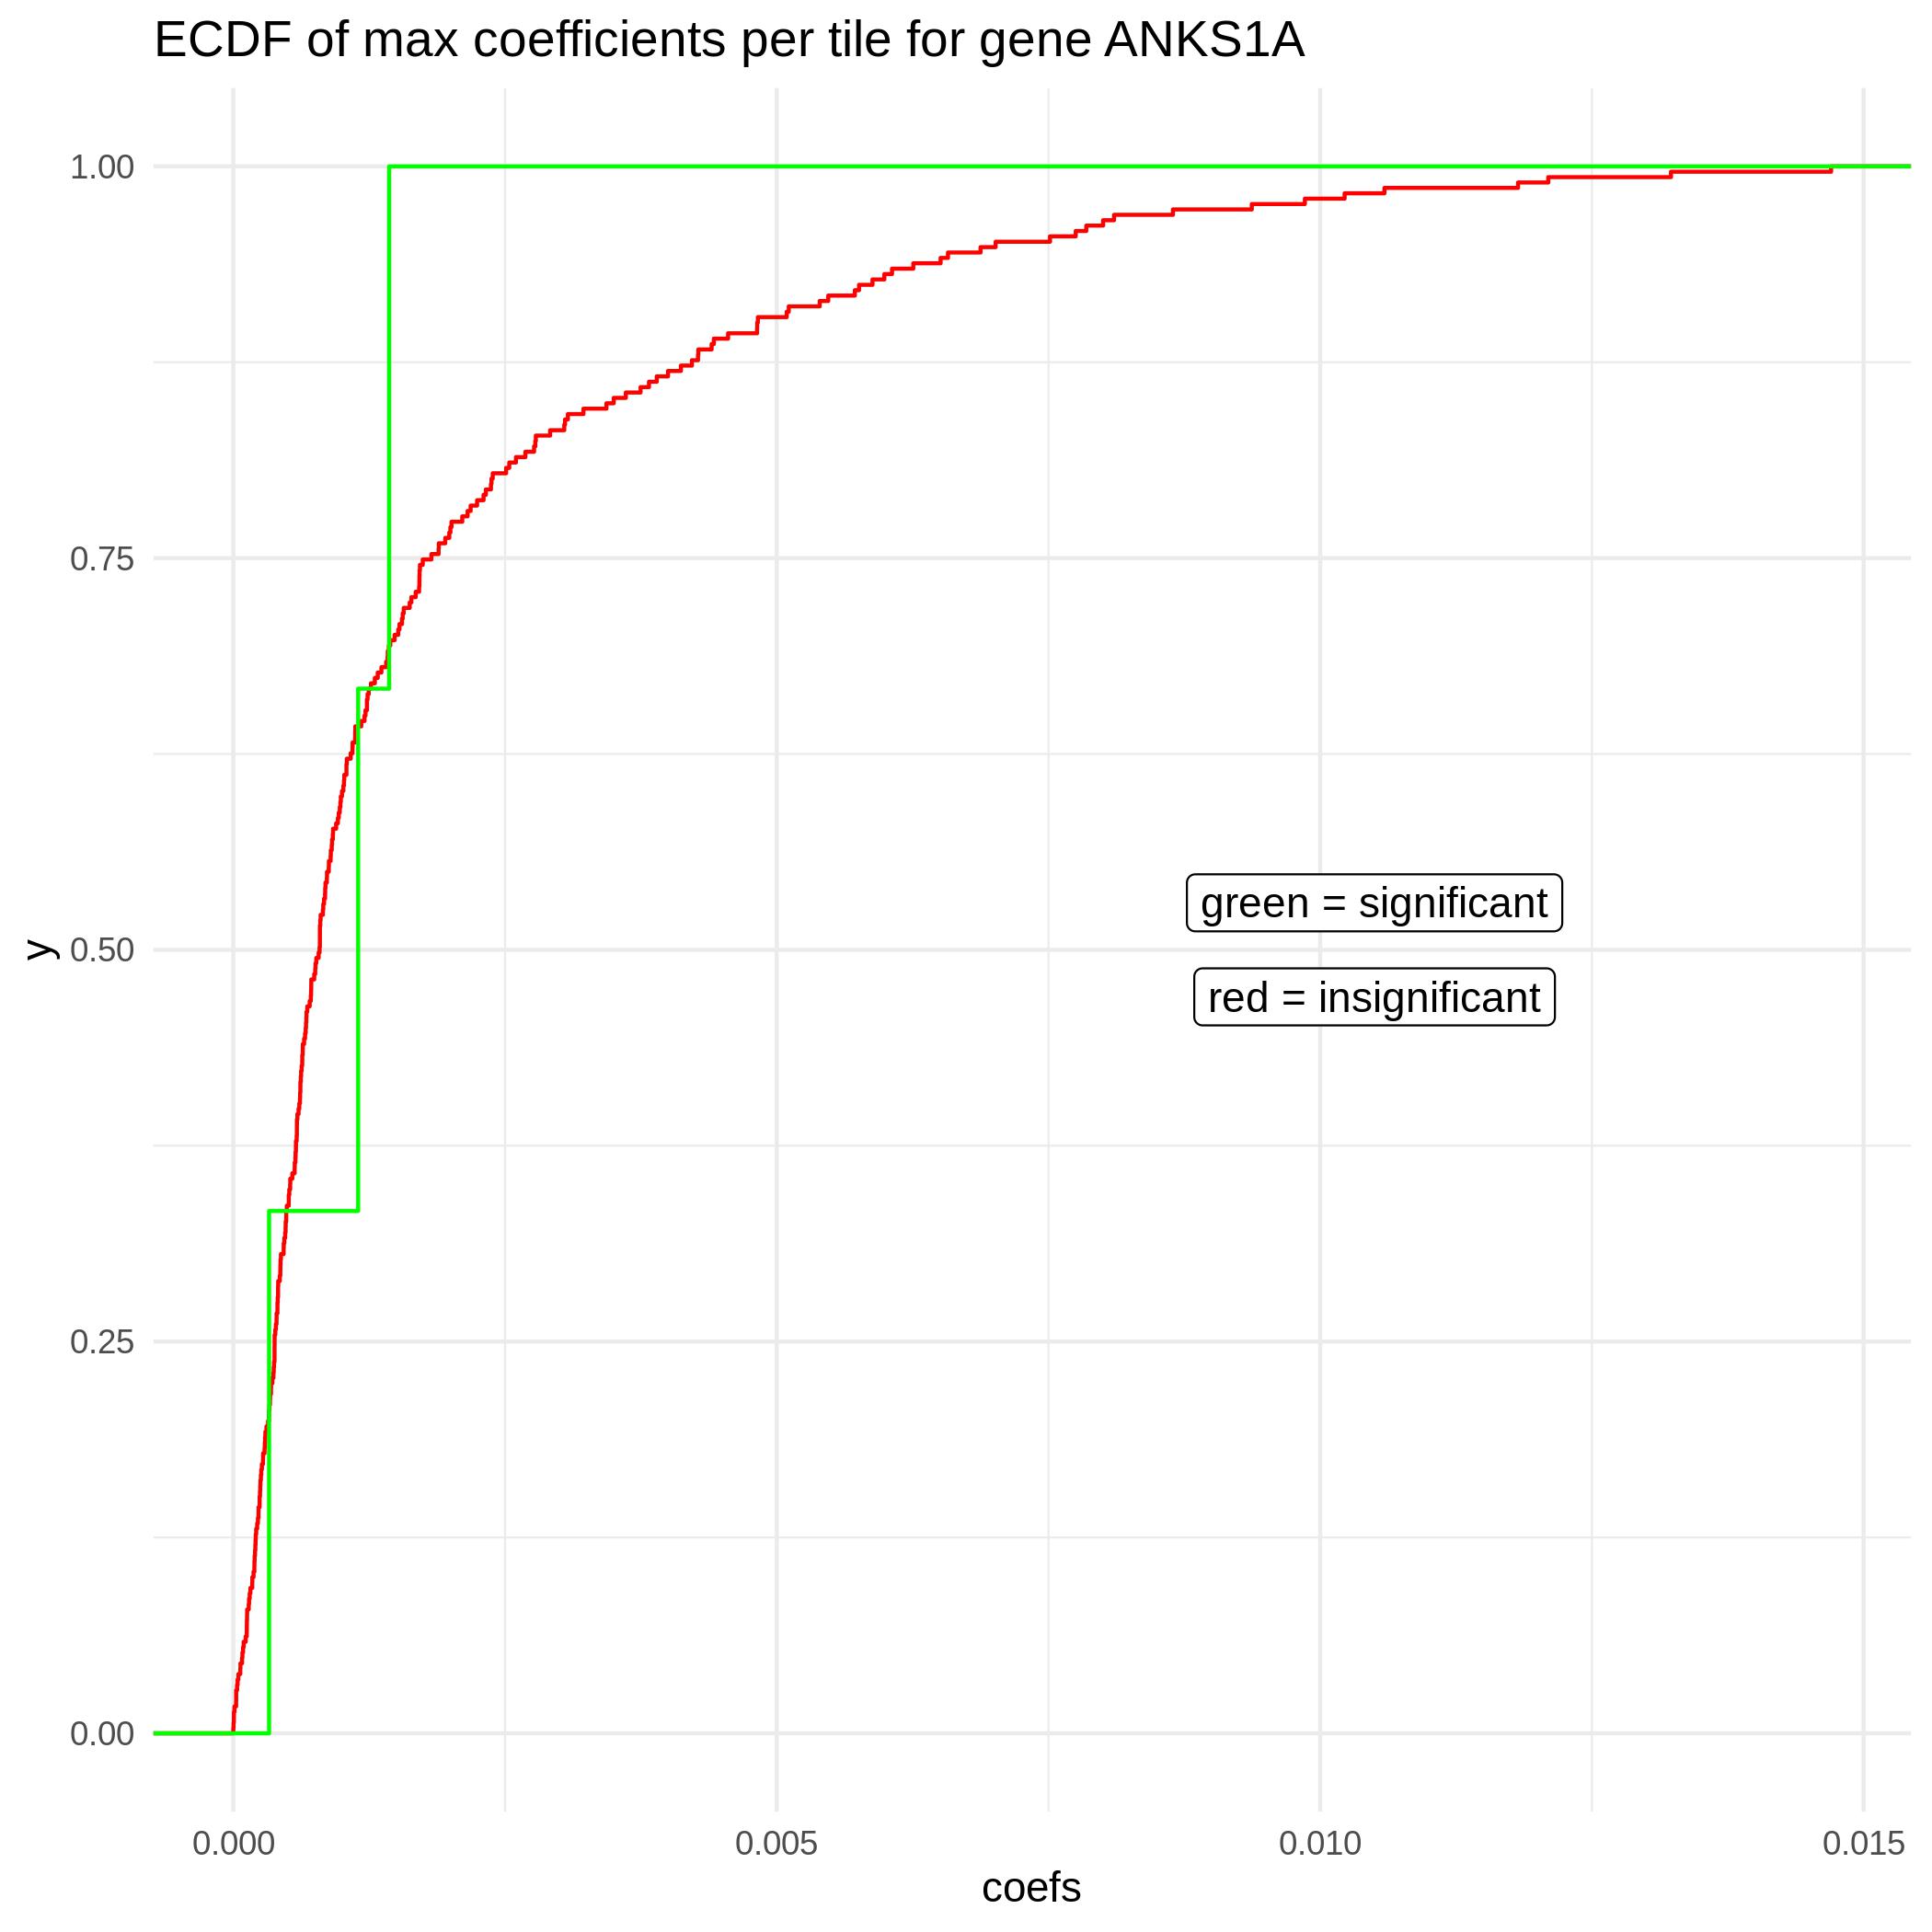 ECDF of max coefficients per tile for gene ANKS1A
1.00
0.75
y
0.50
0.25
0.00
green = significant
red = insignificant
0.000
0.005
0.010
0.015
coefs